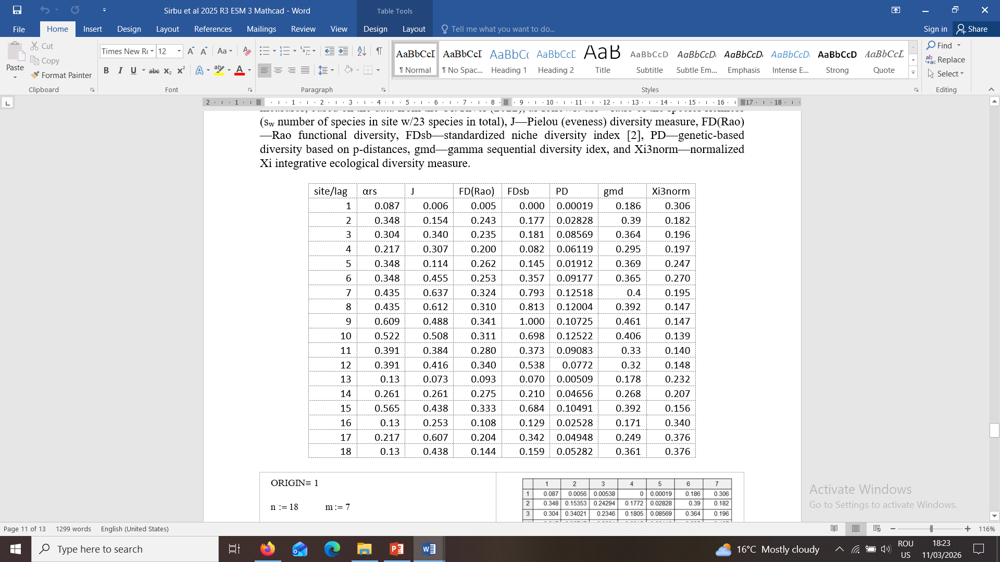 Sirbu et al 2025 R3 ESM 3 Mathcad - Word
Table Tools
File Home Insert Design Layout References Mailings Review View Design Layout Tell me what you want to do... Sign in Share
Paste
Cut
Copy
Format Painter
Clipboard
Times New Rc 12
Font
Paragraph
AaBbCcI AaBbCcI AaBbCc AaBbCcC AaB AaBbCcD AaBbCcD. AaBbCcD. AaBbCcD. AaBbCcD AaBbCcL
¶ Normal ¶ No Spac... Heading 1 Heading 2 Title Subtitle Subtle Em... Emphasis Intense E... Strong Quote
Styles
Find
Replace
Select
Editing
2 1 1 2 3 4 5 6 7 8 9 10 11 12 13 14 15 16 17 18
(sw number of species in site w/23 species in total), J—Pielou (eveness) diversity measure, FD(Rao)
—Rao functional diversity, FDsb—standardized niche diversity index [2], PD—genetic-based
diversity based on p-distances, gmd—gamma sequential diversity idex, and Xi3norm—normalized
Xi integrative ecological diversity measure.
site/lag αrs J FD(Rao) FDsb PD gmd Xi3norm
1 0.087 0.006 0.005 0.000 0.00019 0.186 0.306
2 0.348 0.154 0.243 0.177 0.02828 0.39 0.182
3 0.304 0.340 0.235 0.181 0.08569 0.364 0.196
4 0.217 0.307 0.200 0.082 0.06119 0.295 0.197
5 0.348 0.114 0.262 0.145 0.01912 0.369 0.247
6 0.348 0.455 0.253 0.357 0.09177 0.365 0.270
7 0.435 0.637 0.324 0.793 0.12518 0.4 0.195
8 0.435 0.612 0.310 0.813 0.12004 0.392 0.147
9 0.609 0.488 0.341 1.000 0.10725 0.461 0.147
10 0.522 0.508 0.311 0.698 0.12522 0.406 0.139
11 0.391 0.384 0.280 0.373 0.09083 0.33 0.140
12 0.391 0.416 0.340 0.538 0.0772 0.32 0.148
13 0.13 0.073 0.093 0.070 0.00509 0.178 0.232
14 0.261 0.261 0.275 0.210 0.04656 0.268 0.207
15 0.565 0.438 0.333 0.684 0.10491 0.392 0.156
16 0.13 0.253 0.108 0.129 0.02528 0.171 0.340
17 0.217 0.607 0.204 0.342 0.04948 0.249 0.376
18 0.13 0.438 0.144 0.159 0.05282 0.361 0.376
ORIGIN≡ 1
n := 18 m := 7
1 2 3 4 5 6 7
1 0.087 0.0056 0.00538 0 0.00019 0.186 0.306
2 0.348 0.15353 0.24294 0.1772 0.02828 0.39 0.182
3 0.304 0.34021 0.2346 0.1805 0.08569 0.364 0.196
Activate Windows
Go to Settings to activate Windows.
Page 11 of 13 1299 words English (United States) 116%
Type here to search
16°C Mostly cloudy
ROU
US
18:23
11/03/2026